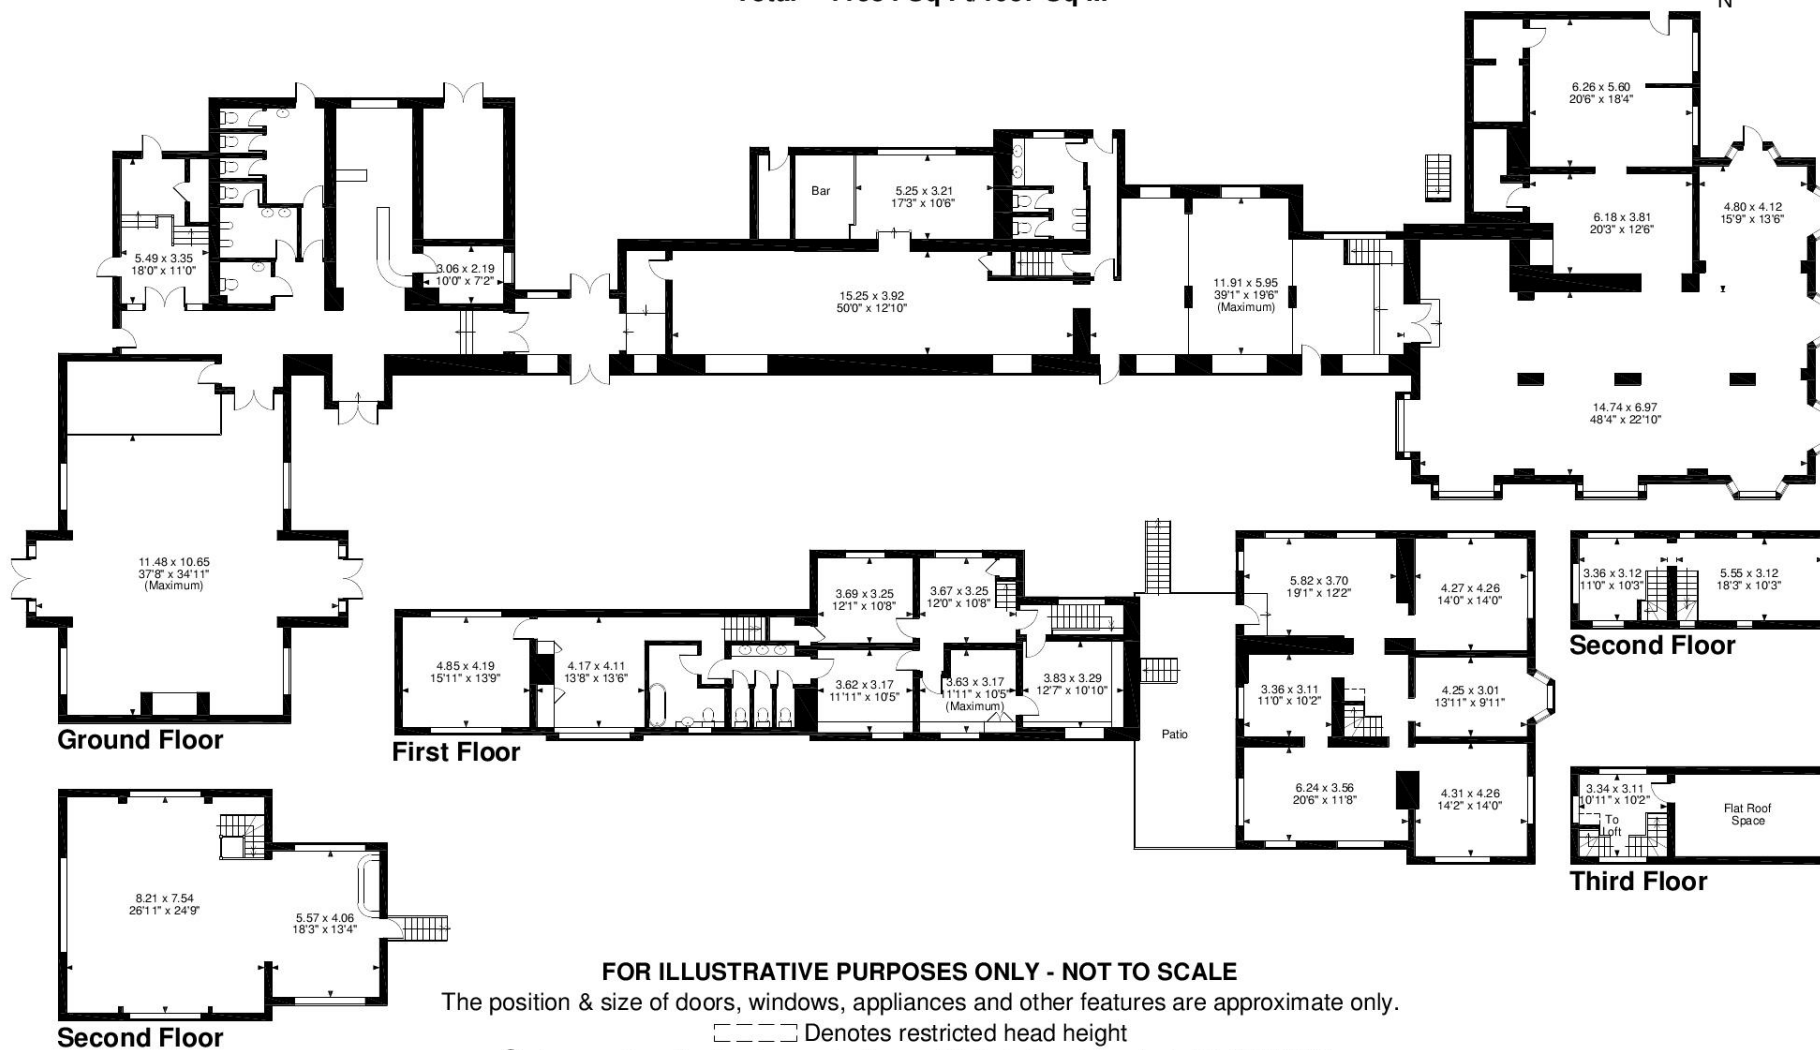 N
6.26 x 5.60
20'6" x 18'4"
Bar
5.25 x 3.21
17'3" x 10'6"
6.18 x 3.81
20'3" x 12'6"
4.80 x 4.12
15'9" x 13'6"
5.49 x 3.35
18'0" x 11'0"
3.06 x 2.19
10'0" x 7'2"
15.25 x 3.92
50'0" x 12'10"
11.91 x 5.95
39'1" x 19'6"
(Maximum)
14.74 x 6.97
48'4" x 22'10"
11.48 x 10.65
37'8" x 34'11"
(Maximum)
Ground Floor
4.85 x 4.19
15'11" x 13'9"
4.17 x 4.11
13'8" x 13'6"
3.69 x 3.25
12'1" x 10'8"
3.67 x 3.25
12'0" x 10'8"
3.62 x 3.17
11'11" x 10'5"
3.63 x 3.17
11'11" x 10'5"
(Maximum)
3.83 x 3.29
12'7" x 10'10"
First Floor
Patio
5.82 x 3.70
19'1" x 12'2"
4.27 x 4.26
14'0" x 14'0"
3.36 x 3.11
11'0" x 10'2"
4.25 x 3.01
13'11" x 9'11"
6.24 x 3.56
20'6" x 11'8"
4.31 x 4.26
14'2" x 14'0"
3.36 x 3.12
11'0" x 10'3"
5.55 x 3.12
18'3" x 10'3"
Second Floor
3.34 x 3.11
10'11" x 10'2"
To
Loft
Flat Roof
Space
Third Floor
8.21 x 7.54
26'11" x 24'9"
5.57 x 4.06
18'3" x 13'4"
Second Floor
FOR ILLUSTRATIVE PURPOSES ONLY - NOT TO SCALE
The position & size of doors, windows, appliances and other features are approximate only.
Denotes restricted head height